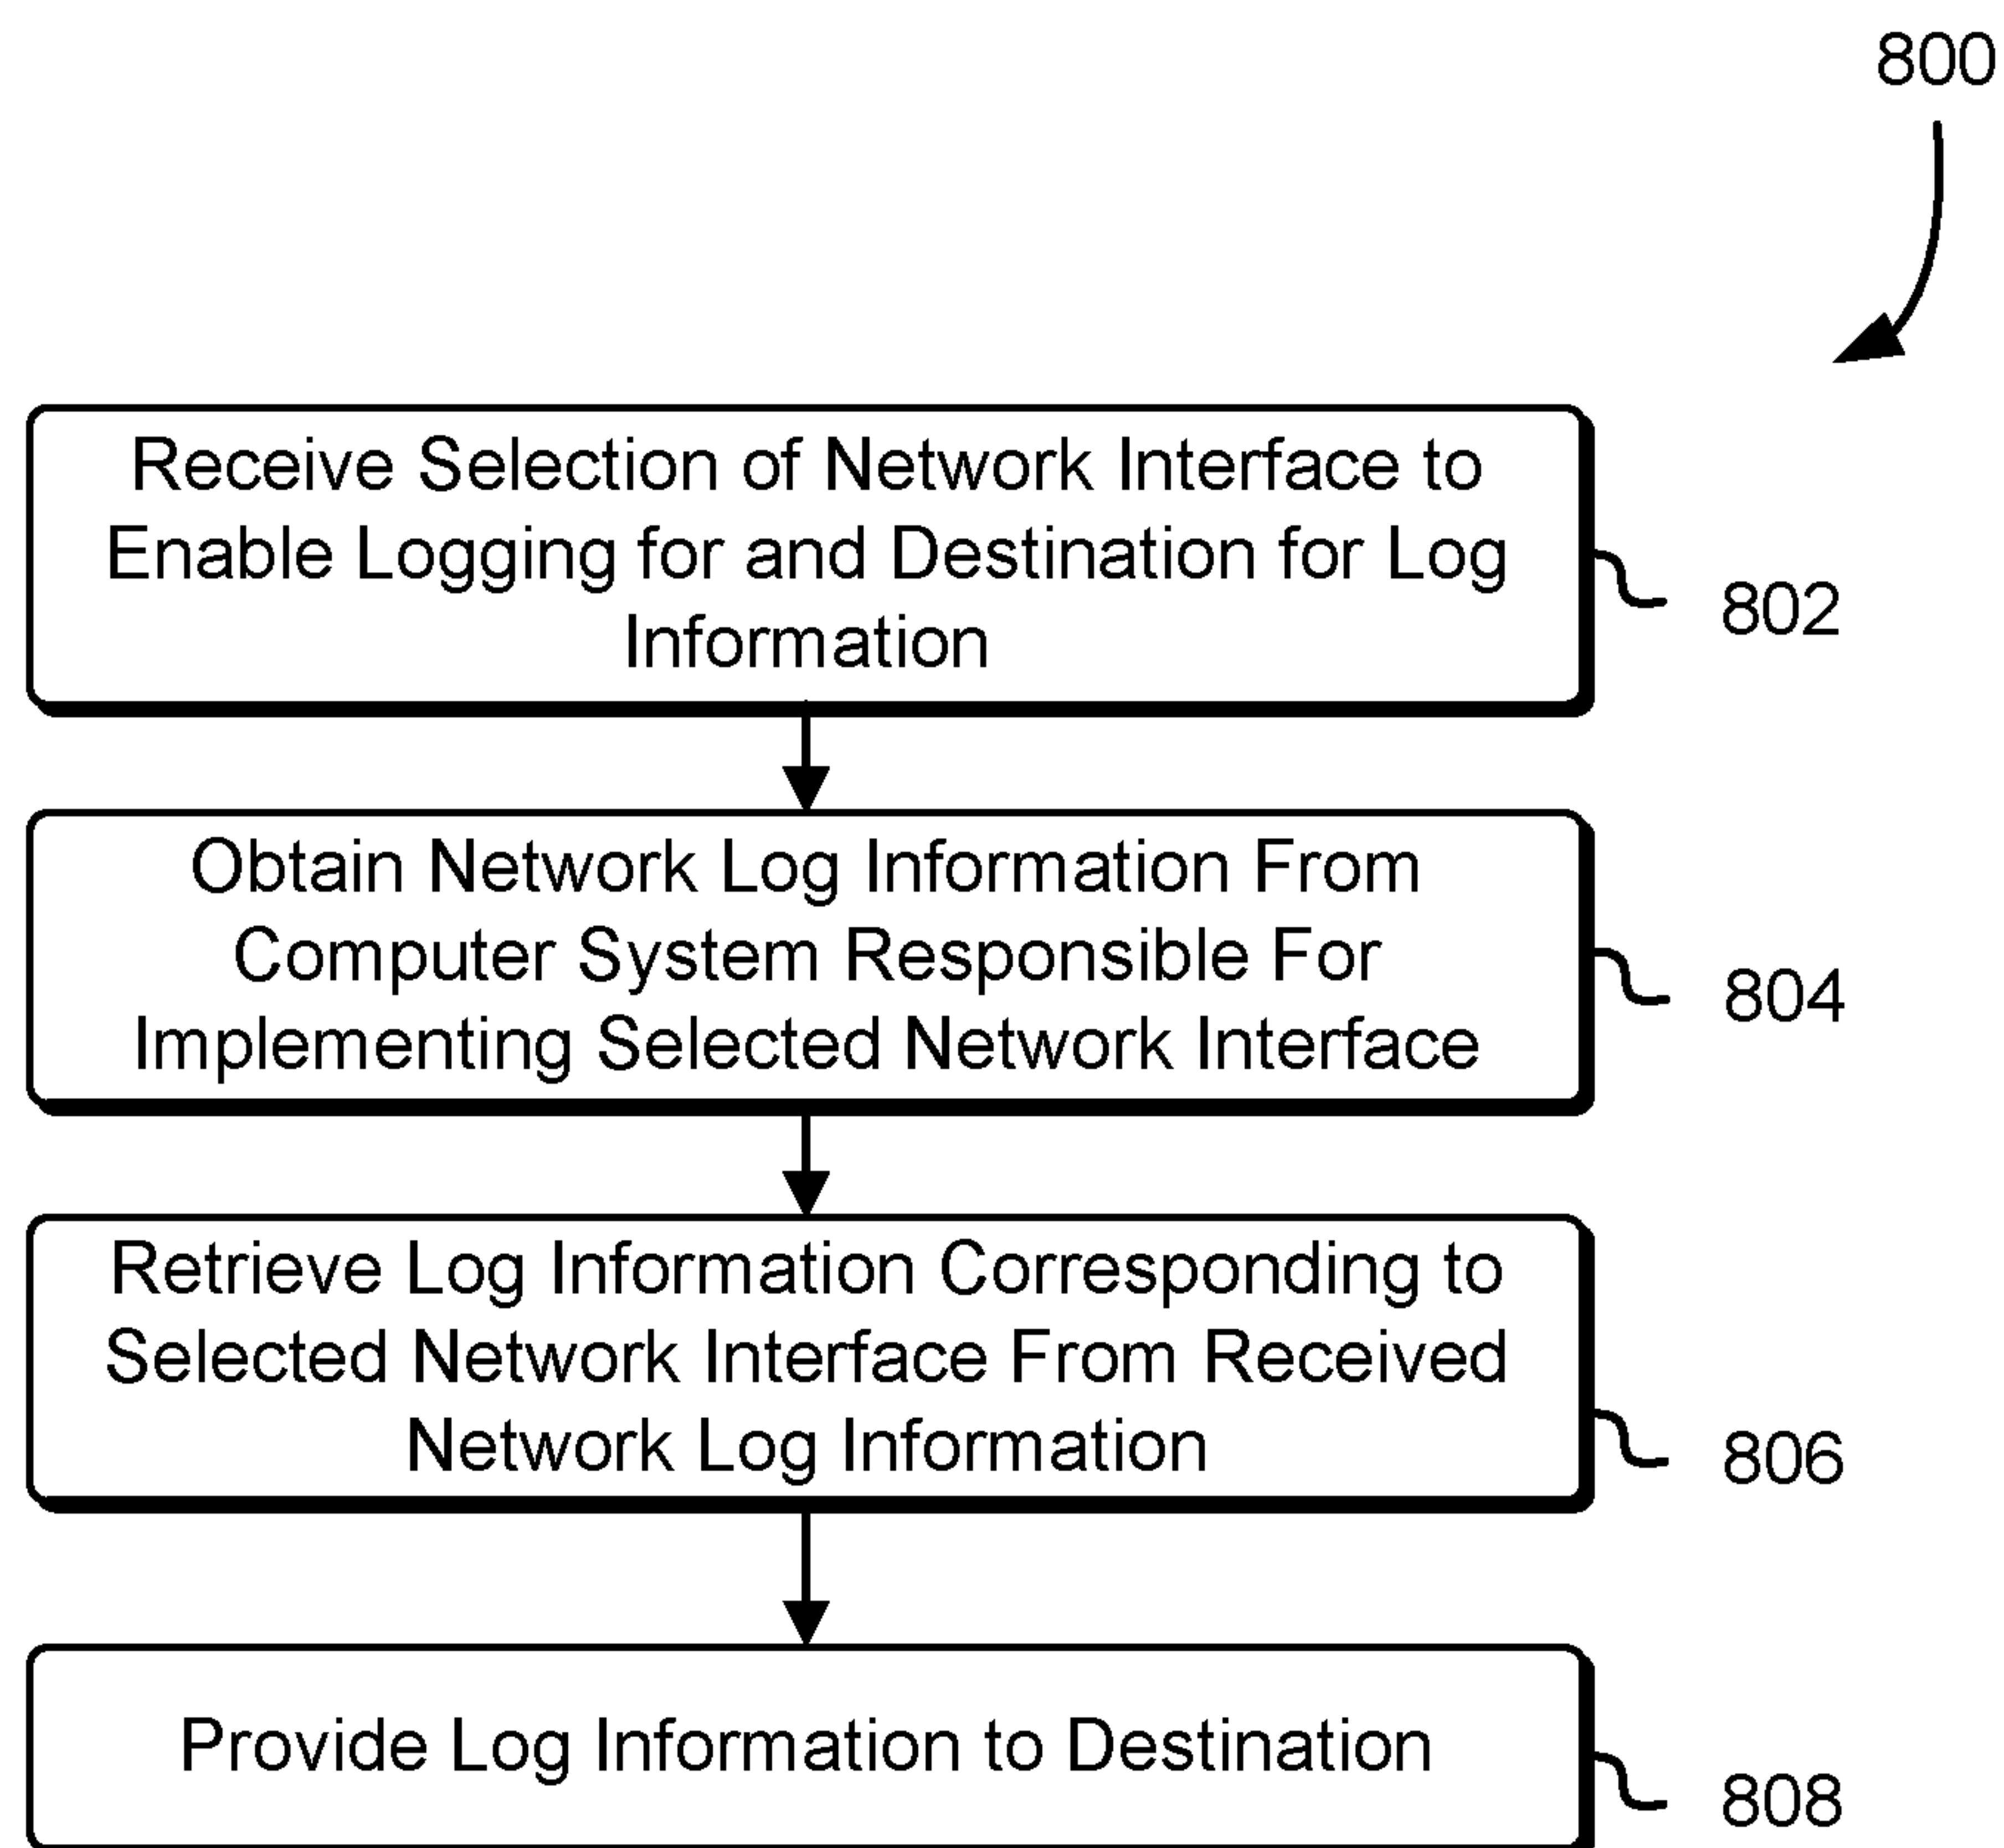 800
Receive Selection of Network Interface to
Enable Logging for and Destination for Log
Information
802
Obtain Network Log Information From
Computer System Responsible For
Implementing Selected Network Interface
804
Retrieve Log Information Corresponding to
Selected Network Interface From Received
Network Log Information
806
Provide Log Information to Destination
808